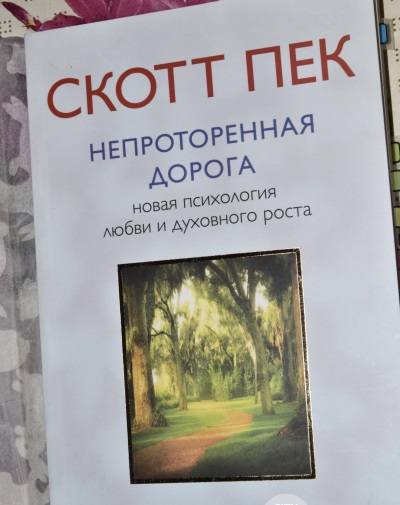 СКОТТ ПЕК
НЕПРОТОРЕННАЯ
ДОРОГА
новая психология
любви и духовного роста